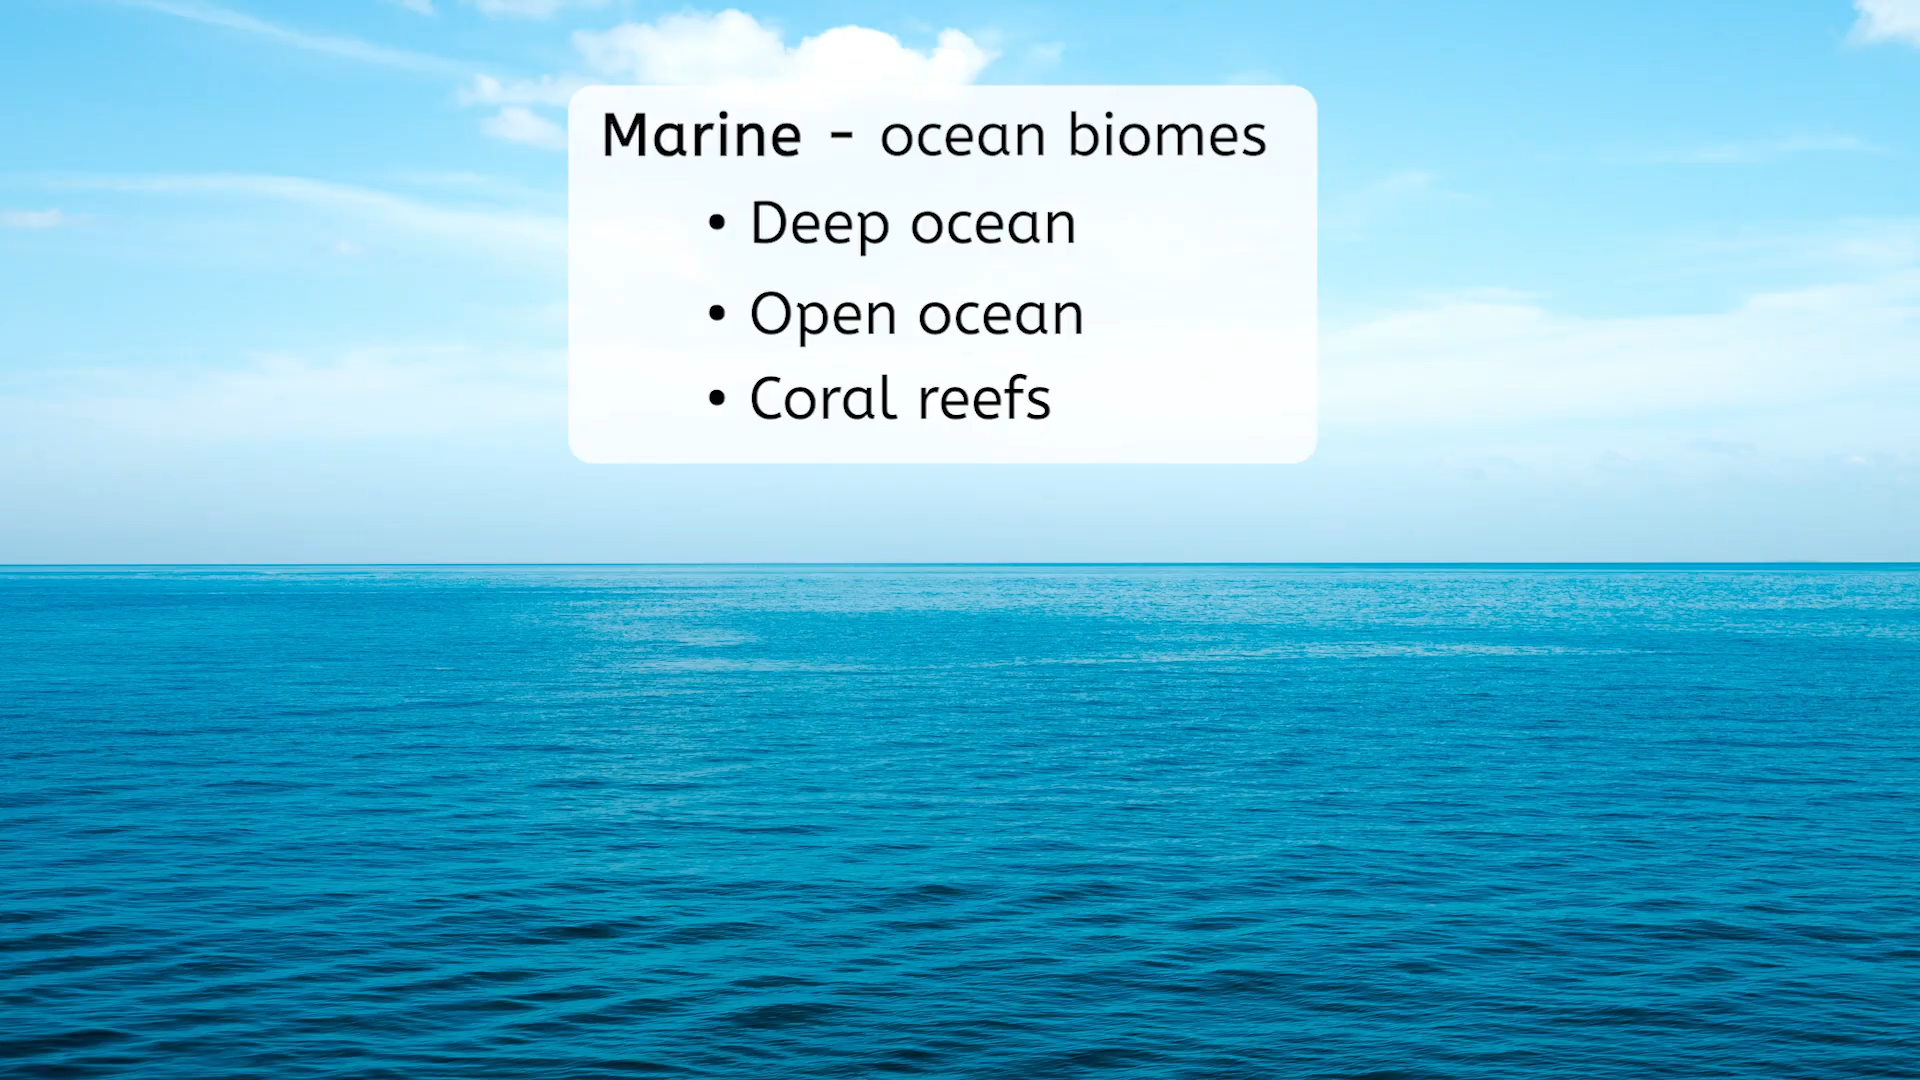 Marine - ocean biomes
• Deep ocean
• Open ocean
• Coral reefs